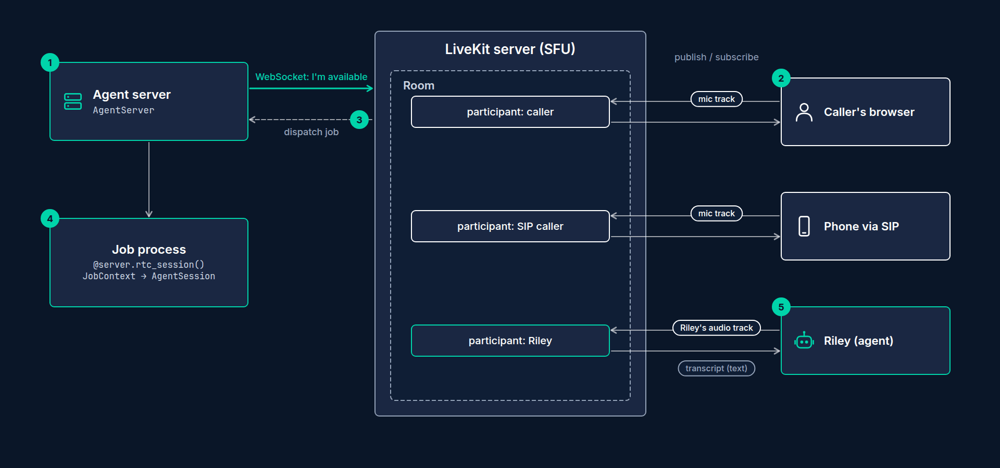 LiveKit server (SFU)
publish / subscribe
1
Agent server
AgentServer
WebSocket: I'm available
3
dispatch job
Room
participant: caller
mic track
2
Caller's browser
4
Job process
@server.rtc_session()
JobContext → AgentSession
participant: SIP caller
mic track
Phone via SIP
participant: Riley
Riley's audio track
transcript (text)
5
Riley (agent)